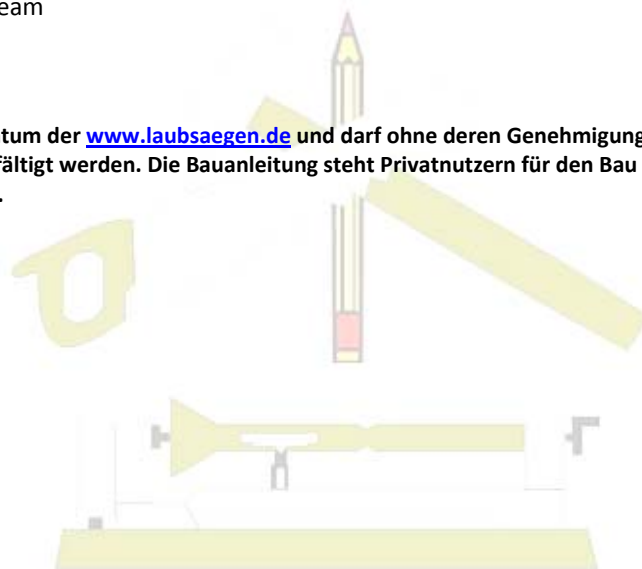 eam
tum der www.laubsaegen.de und darf ohne deren Genehmigung
fältigt werden. Die Bauanleitung steht Privatnutzern für den Bau
.